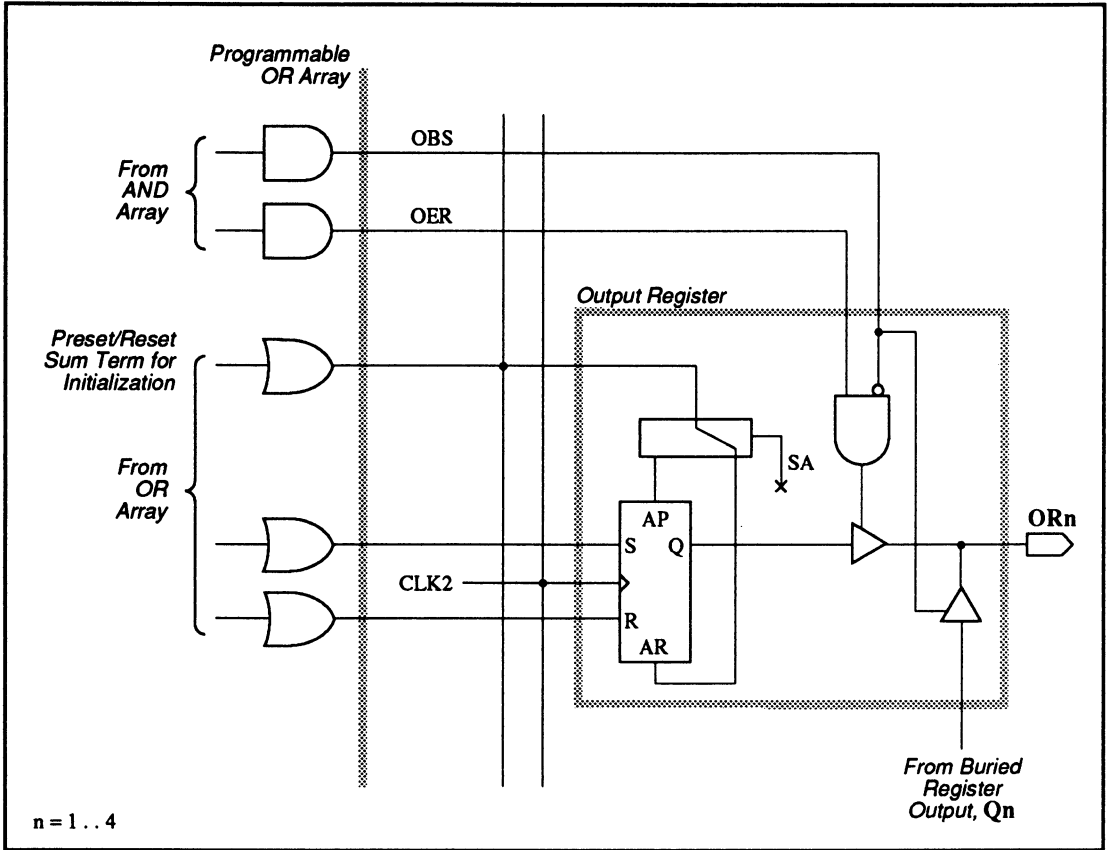 Programmable
OR Array
OBS
From
AND
Array
OER
Output Register
Preset/Reset
Sum Term for
Initialization
SA
From
OR
Array
AP
ORn
S
Q
CLK2
R
AR
From Buried
Register
Output, Qn
n = 1 . . 4